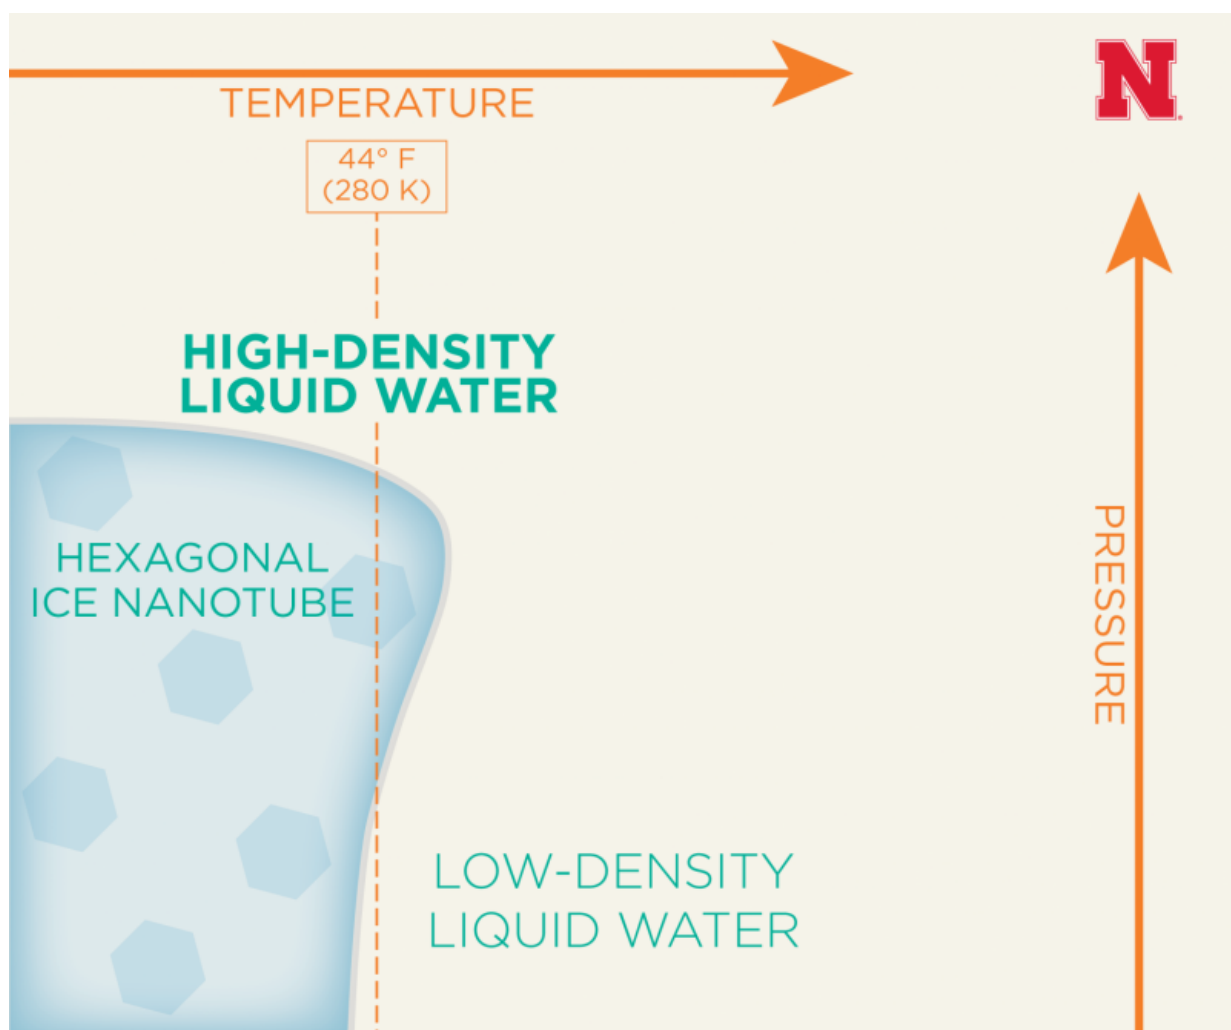 TEMPERATURE
44° F
(280 K)
N
HIGH-DENSITY
LIQUID WATER
HEXAGONAL
ICE NANOTUBE
PRESSURE
LOW-DENSITY
LIQUID WATER